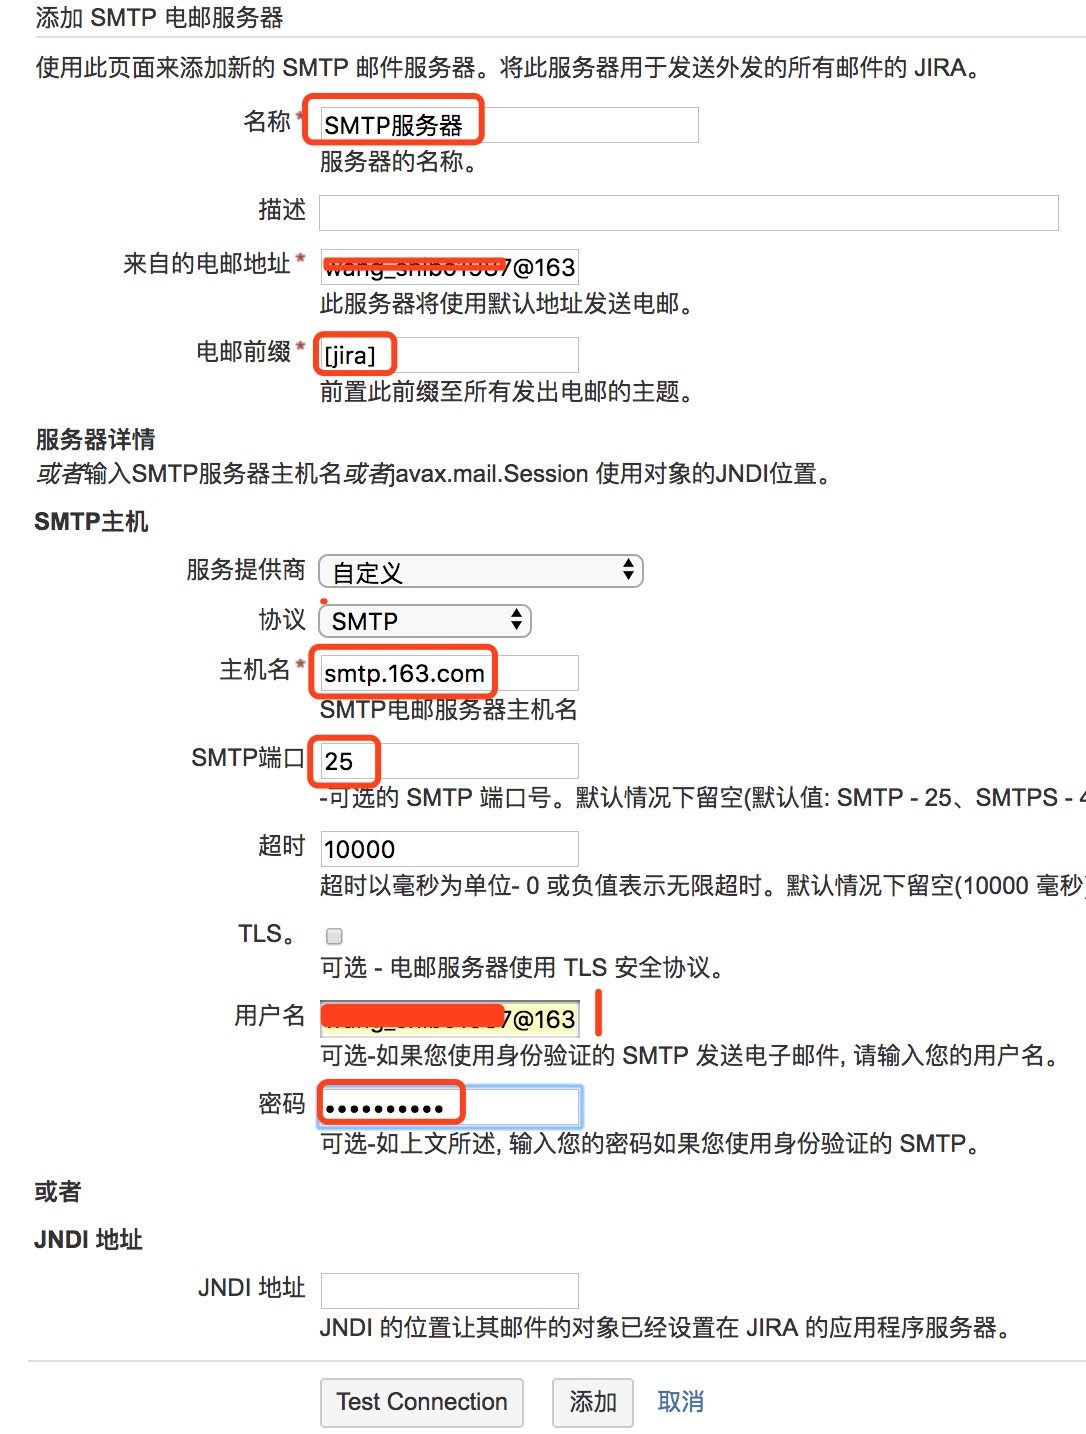 添加 SMTP 电邮服务器
使用此页面来添加新的 SMTP 邮件服务器。将此服务器用于发送外发的所有邮件的 JIRA。
名称* SMTP服务器
服务器的名称。
描述
来自的电邮地址* 7@163
此服务器将使用默认地址发送电邮。
电邮前缀* [jira]
前置此前缀至所有发出电邮的主题。
服务器详情
或者输入SMTP服务器主机名或者javax.mail.Session 使用对象的JNDI位置。
SMTP主机
服务提供商 自定义
协议 SMTP
主机名* smtp.163.com
SMTP电邮服务器主机名
SMTP端口 25
-可选的 SMTP 端口号。默认情况下留空(默认值: SMTP - 25、SMTPS - 4
超时 10000
超时以毫秒为单位- 0 或负值表示无限超时。默认情况下留空(10000 毫秒)
TLS。
可选 - 电邮服务器使用 TLS 安全协议。
用户名 7@163
可选-如果您使用身份验证的 SMTP 发送电子邮件, 请输入您的用户名。
密码 ••••••••••
可选-如上文所述, 输入您的密码如果您使用身份验证的 SMTP。
或者
JNDI 地址
JNDI 地址
JNDI 的位置让其邮件的对象已经设置在 JIRA 的应用程序服务器。
Test Connection 添加 取消